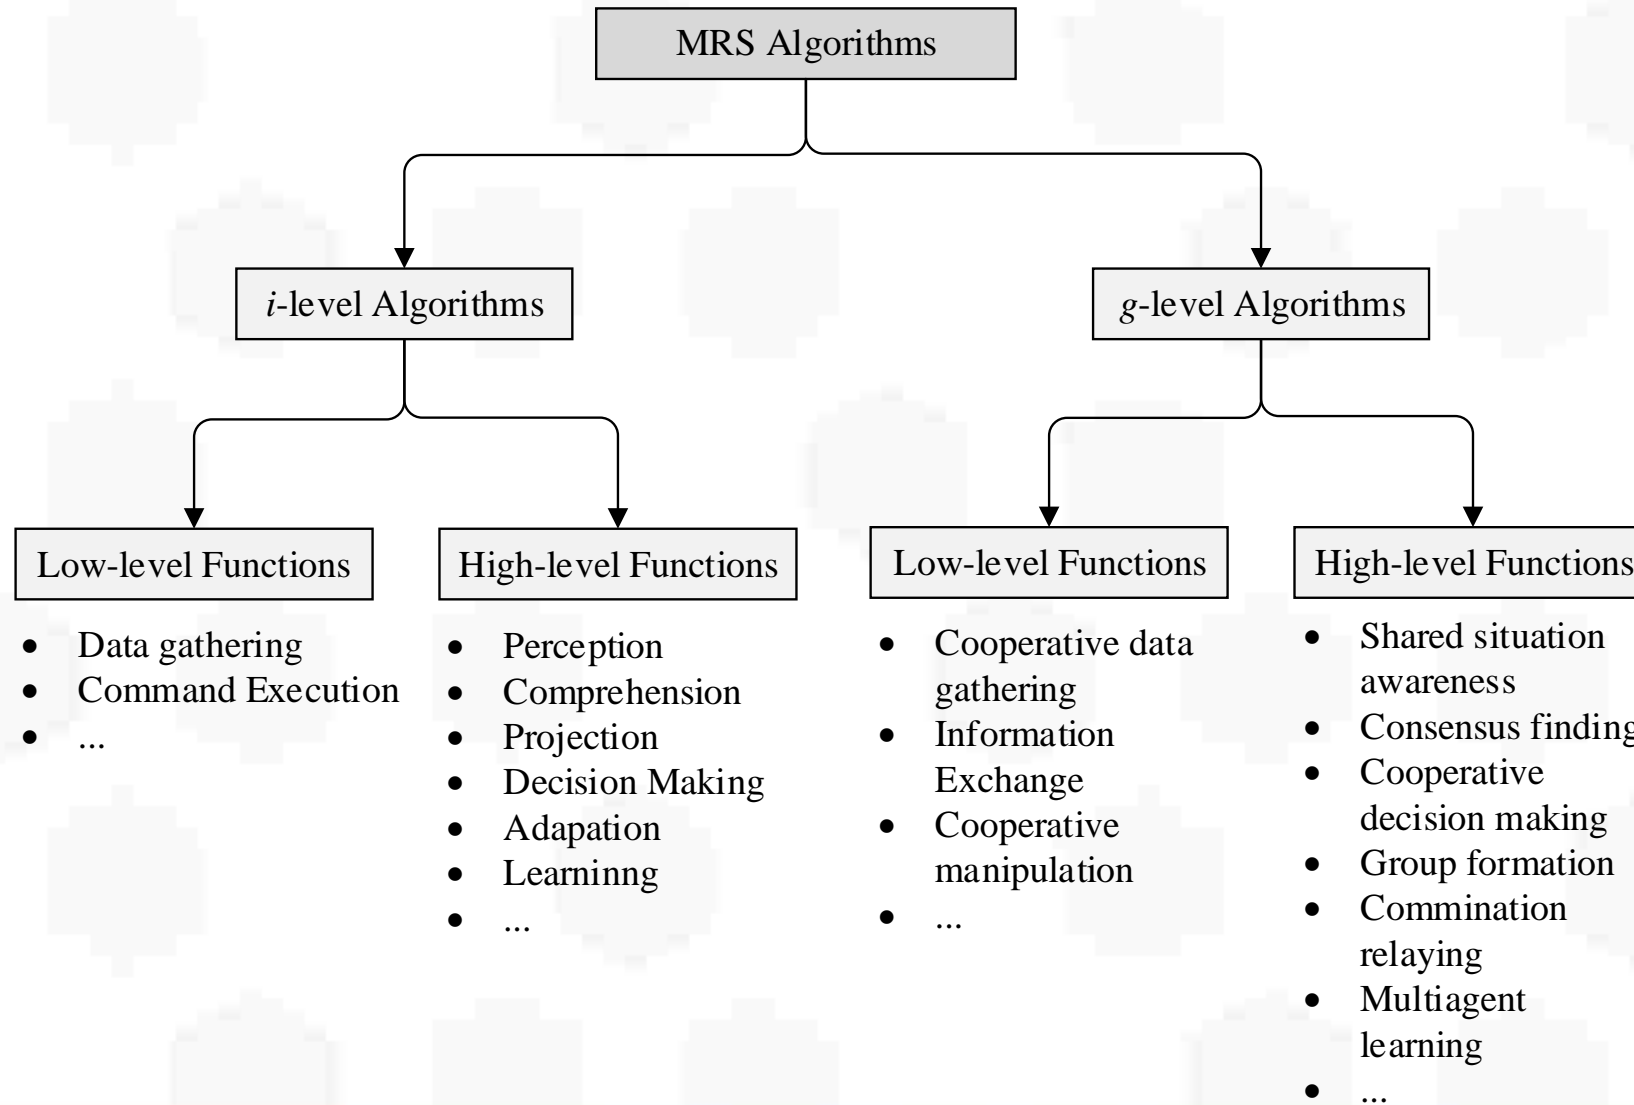 MRS Algorithms
i-level Algorithms
g-level Algorithms
Low-level Functions
High-level Functions
Low-level Functions
High-level Functions
• Data gathering
• Command Execution
• ...
• Perception
• Comprehension
• Projection
• Decision Making
• Adapation
• Learninng
• ...
• Cooperative data
gathering
• Information
Exchange
• Cooperative
manipulation
• ...
• Shared situation
awareness
• Consensus finding
• Cooperative
decision making
• Group formation
• Commination
relaying
• Multiagent
learning
• ...